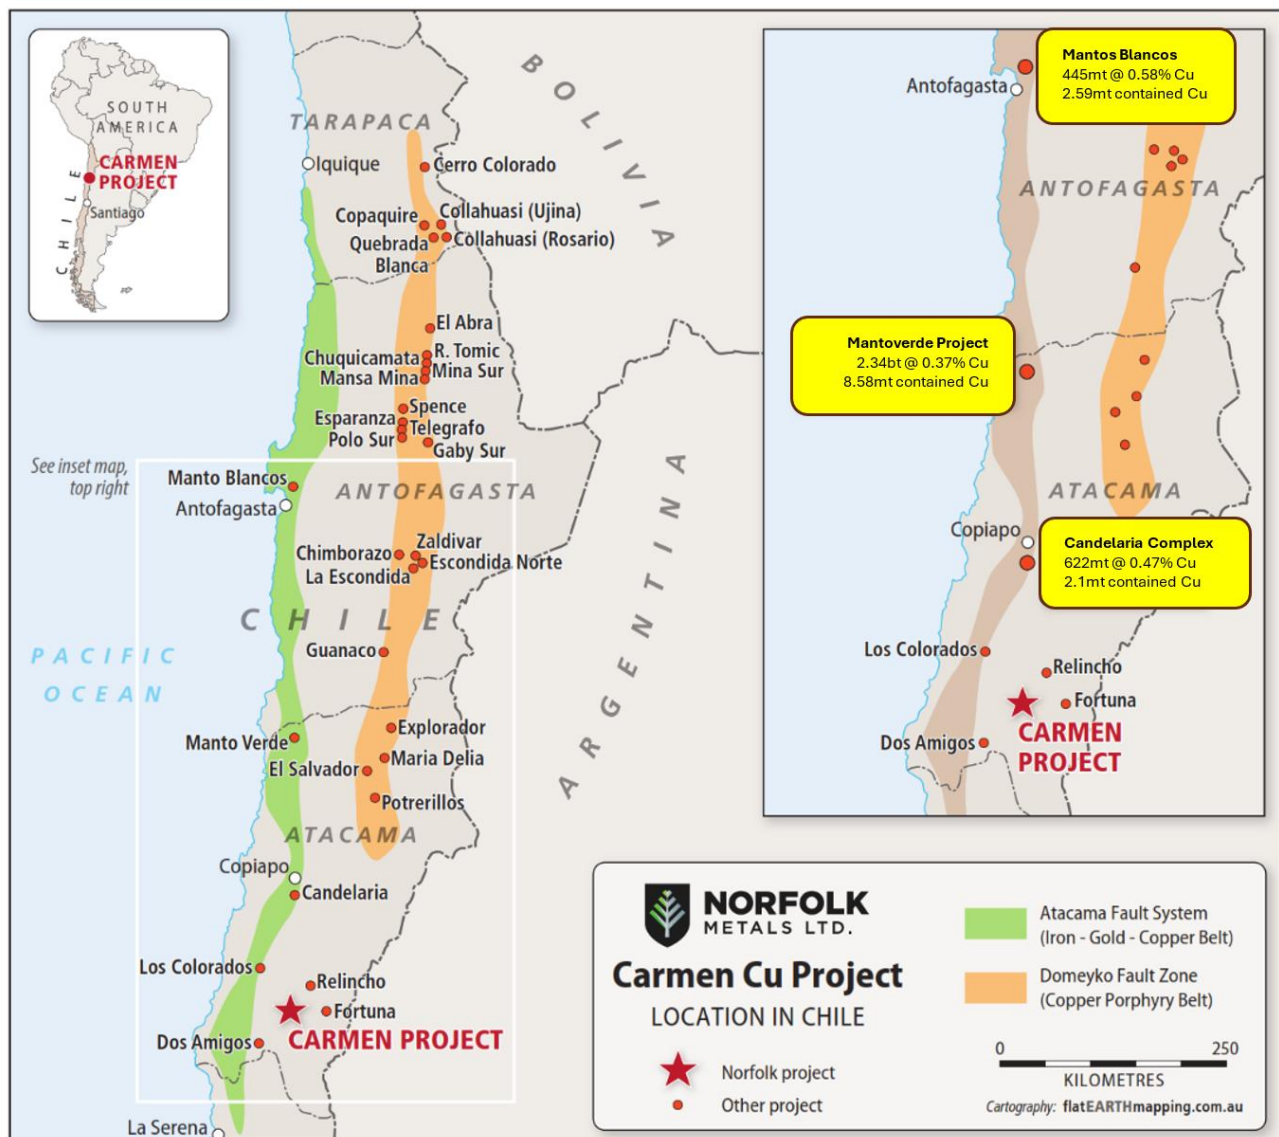 SOUTH
AMERICA
CARMEN
PROJECT
Santiago
CHILE
BOLIVIA
TARAPACA
Iquique
Cerro Colorado
Copaquire
Collahuasi (Ujina)
Quebrada
Blanca
Collahuasi (Rosario)
El Abra
Chuquicamata
R. Tomic
Mansa Mina
Mina Sur
Spence
Esparanza
Telegrafo
Polo Sur
Gaby Sur
See inset map,
top right
Manto Blancos
ANTOFAGASTA
Antofagasta
Chimborazo
Zaldivar
Escondida Norte
La Escondida
CHILE
PACIFIC
OCEAN
Guanaco
ARGENTINA
Explorador
Manto Verde
Maria Delia
El Salvador
Potrerillos
ATACAMA
Copiapo
Candelaria
Los Colorados
Relincho
Fortuna
CARMEN PROJECT
Dos Amigos
La Serena
Mantos Blancos
445mt @ 0.58% Cu
2.59mt contained Cu
Antofagasta
ANTOFAGASTA
Mantoverde Project
2.34bt @ 0.37% Cu
8.58mt contained Cu
ATACAMA
Copiapo
Candelaria Complex
622mt @ 0.47% Cu
2.1mt contained Cu
Los Colorados
Relincho
Fortuna
CARMEN
PROJECT
Dos Amigos
NORFOLK
METALS LTD.
Carmen Cu Project
LOCATION IN CHILE
Norfolk project
Other project
Atacama Fault System
(Iron - Gold - Copper Belt)
Domeyko Fault Zone
(Copper Porphyry Belt)
0 250
KILOMETRES
Cartography: flatEARTHmapping.com.au